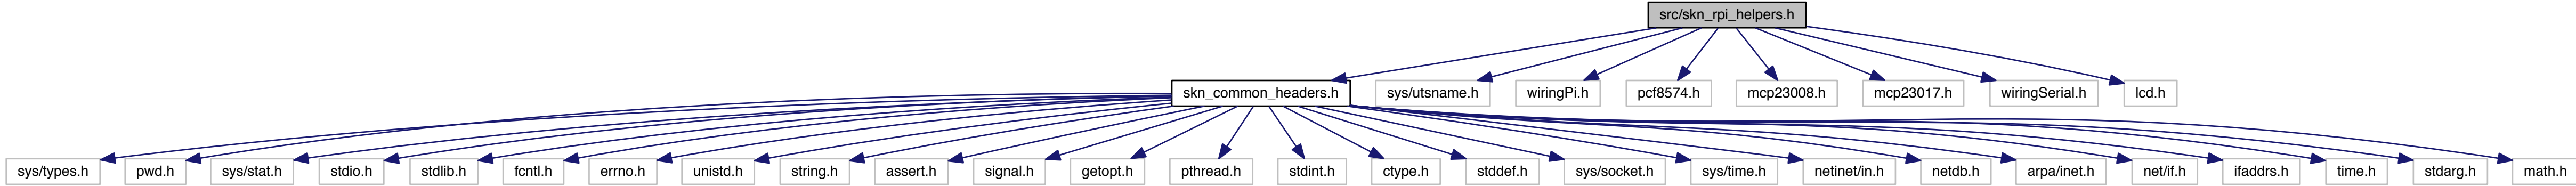 src/skn_rpi_helpers.h
skn_common_headers.h
sys/utsname.h
wiringPi.h
pcf8574.h
mcp23008.h
mcp23017.h
wiringSerial.h
lcd.h
sys/types.h
pwd.h
sys/stat.h
stdio.h
stdlib.h
fcntl.h
errno.h
unistd.h
string.h
assert.h
signal.h
getopt.h
pthread.h
stdint.h
ctype.h
stddef.h
sys/socket.h
sys/time.h
netinet/in.h
netdb.h
arpa/inet.h
net/if.h
ifaddrs.h
time.h
stdarg.h
math.h